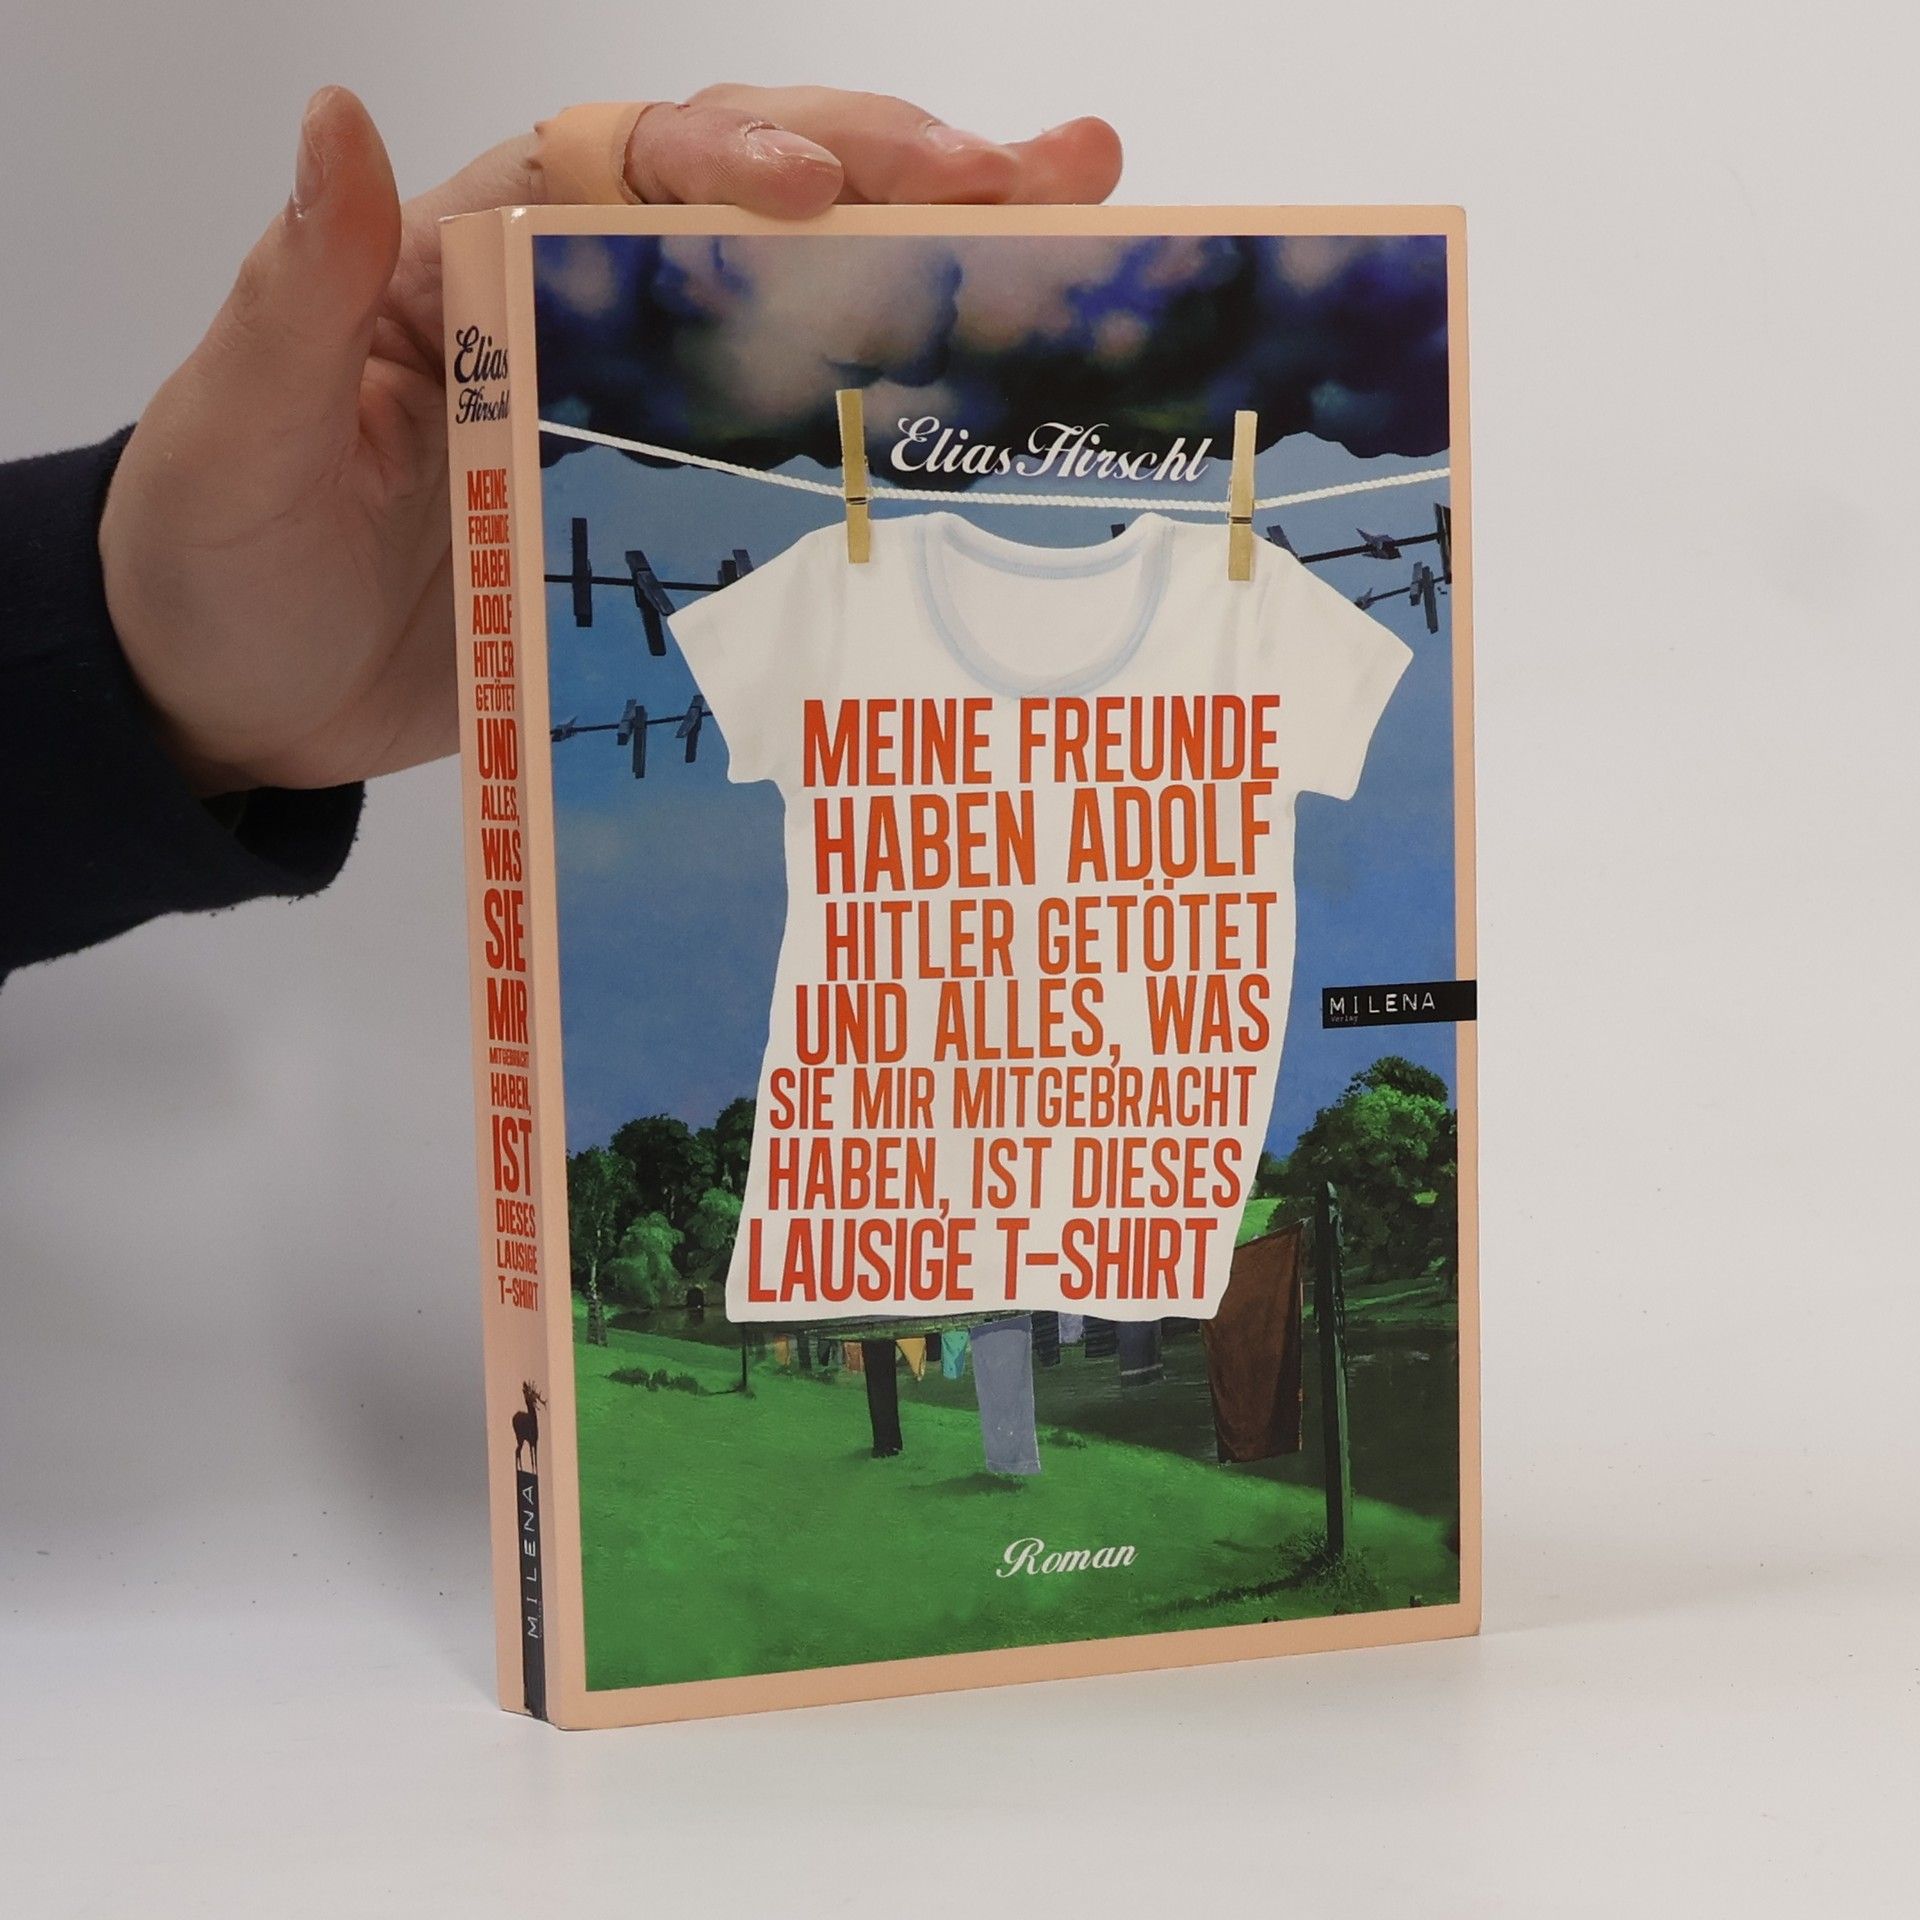 Elias
Hirschl
MEINE
FREUNDE
HABEN
ADOLF
HITLER
GETÖTET
UND
ALLES,
WAS
SIE
MIR
MITGEBRACHT
HABEN,
IST
DIESES
LAUSIGE
T-SHIRT
MILENA
Elias Hirschl
MEINE FREUNDE
HABEN ADOLF
HITLER GETÖTET
UND ALLES, WAS
SIE MIR MITGEBRACHT
HABEN, IST DIESES
LAUSIGE T-SHIRT
MILENA
Verlag
Roman